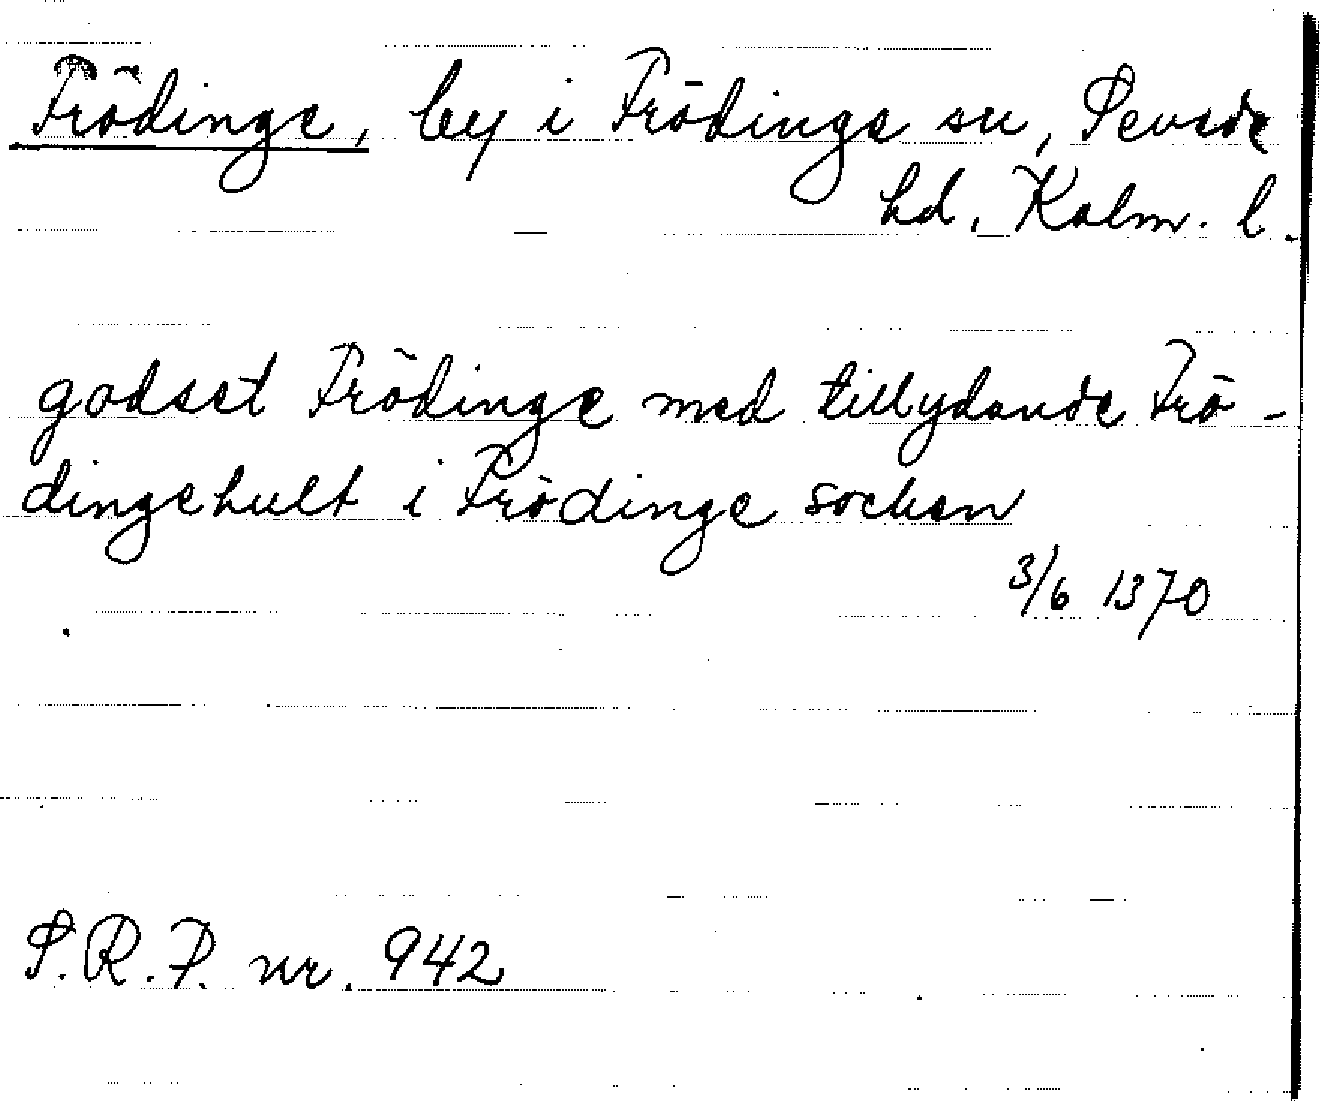 Frödinge, by i Frödinge sn, Sevede
hd, Kalm. l.
godset Frödinge med tillydande Frö-
dingehult i Frödinge socken
3/6 1370
S.R.P. nr. 942